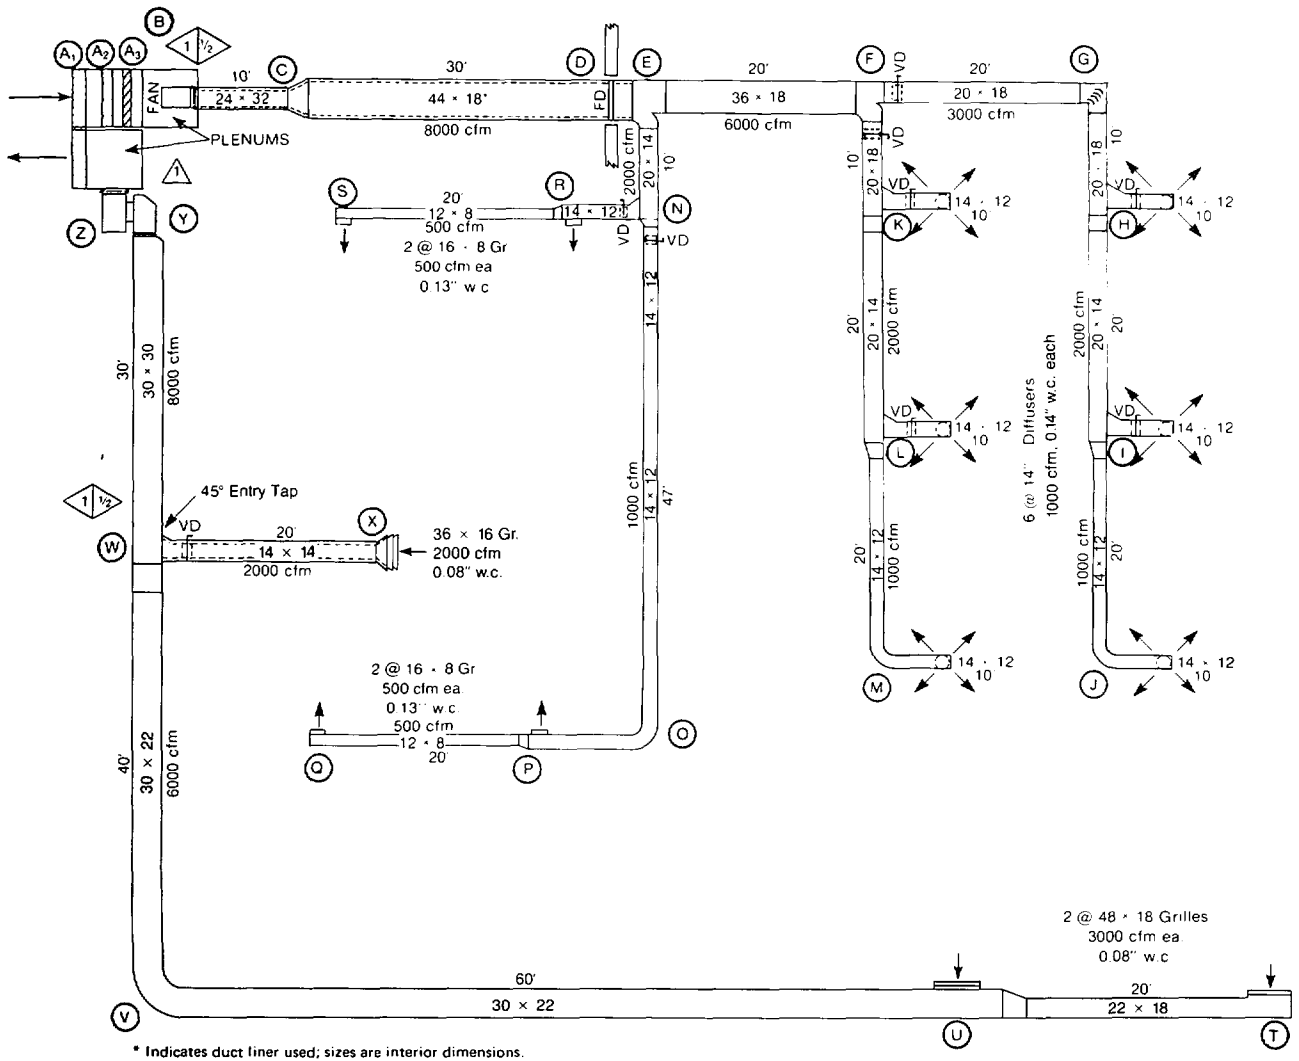 B
A1 A2 A3
1 ½
C
D
E
F
G
10'
30'
20'
20'
VD
FAN
24 × 32
44 × 18*
FD
36 × 18
20 × 18
8000 cfm
6000 cfm
3000 cfm
PLENUMS
1
VD
2000 cfm
20 × 14
10'
10'
20 × 18
20 × 18
10'
S
20'
12 × 8
500 cfm
R
14 × 12
VD
N
VD
2 @ 16 × 8 Gr
500 cfm ea
0.13" w c
Z
Y
VD
14 × 12
10'
K
VD
14 × 12
10'
H
30'
30 × 30
8000 cfm
14 × 12
20'
20 × 14
2000 cfm
2000 cfm
20 × 14
20'
6 @ 14" Diffusers
1000 cfm, 0.14" w.c. each
VD
14 × 12
10'
L
VD
14 × 12
10'
I
1 ½
45° Entry Tap
W
VD
20'
14 × 14
2000 cfm
X
36 × 16 Gr.
2000 cfm
0.08" w.c.
1000 cfm
14 × 12
47'
20'
14 × 12
1000 cfm
1000 cfm
14 × 12
20'
14 × 12
10'
M
14 × 12
10'
J
2 @ 16 × 8 Gr
500 cfm ea.
0.13" w.c.
500 cfm
12 × 8
20'
Q
P
O
40'
30 × 22
6000 cfm
2 @ 48 × 18 Grilles
3000 cfm ea
0.08" w.c
60'
30 × 22
20'
22 × 18
V
U
T
* Indicates duct liner used; sizes are interior dimensions.